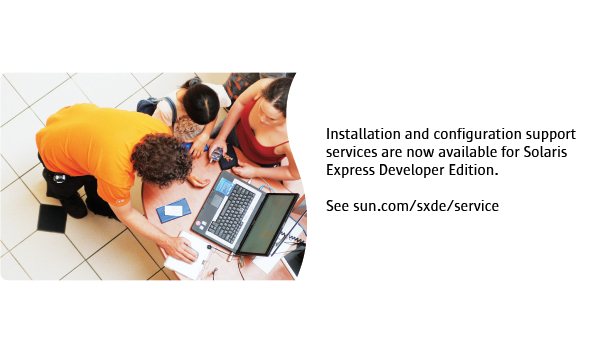 Installation and configuration support
services are now available for Solaris
Express Developer Edition.
See sun.com/sxde/service